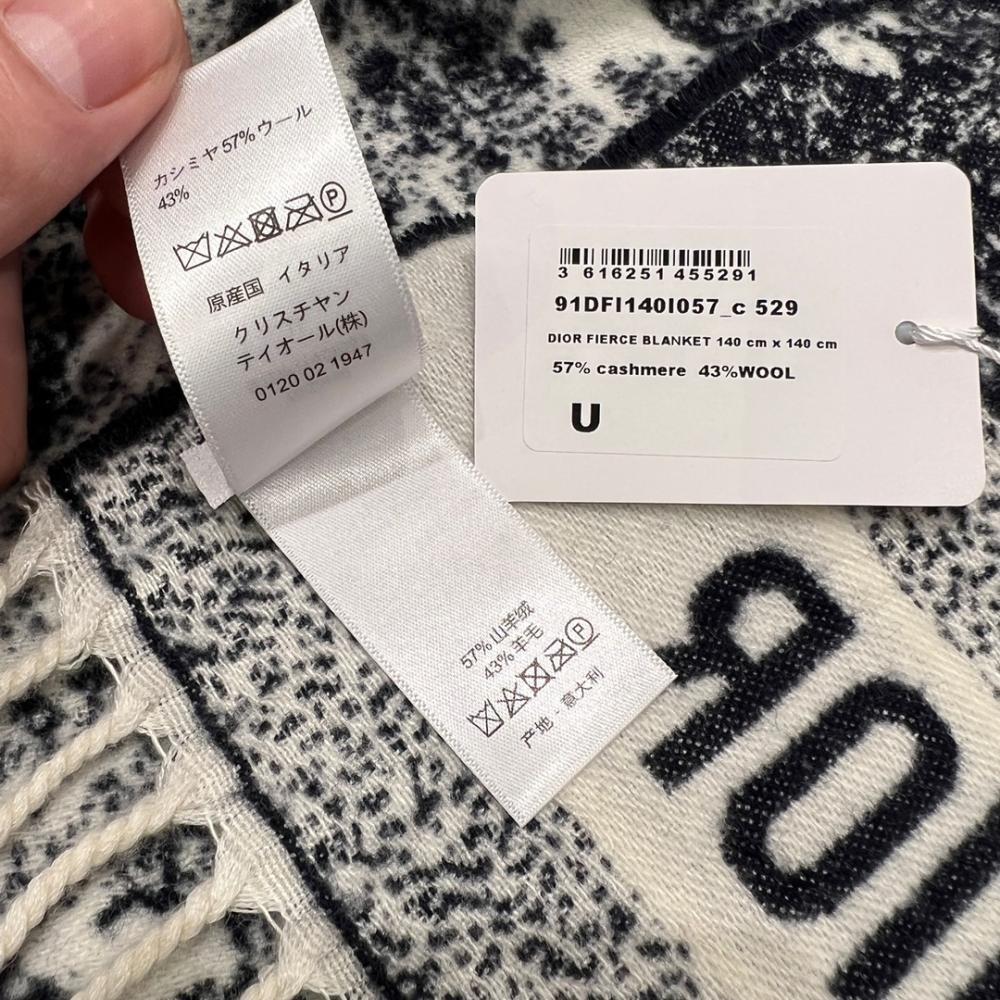 カシミヤ 57% ウール
43%
P
原産国 イタリア
クリスチャン
ディオール(株)
0120 02 1947
57% 山羊绒
43% 羊毛
P
产地 - 意大利
3 616251 455291
91DFI140I057_c 529
DIOR FIERCE BLANKET 140 cm x 140 cm
57% cashmere 43%WOOL
U